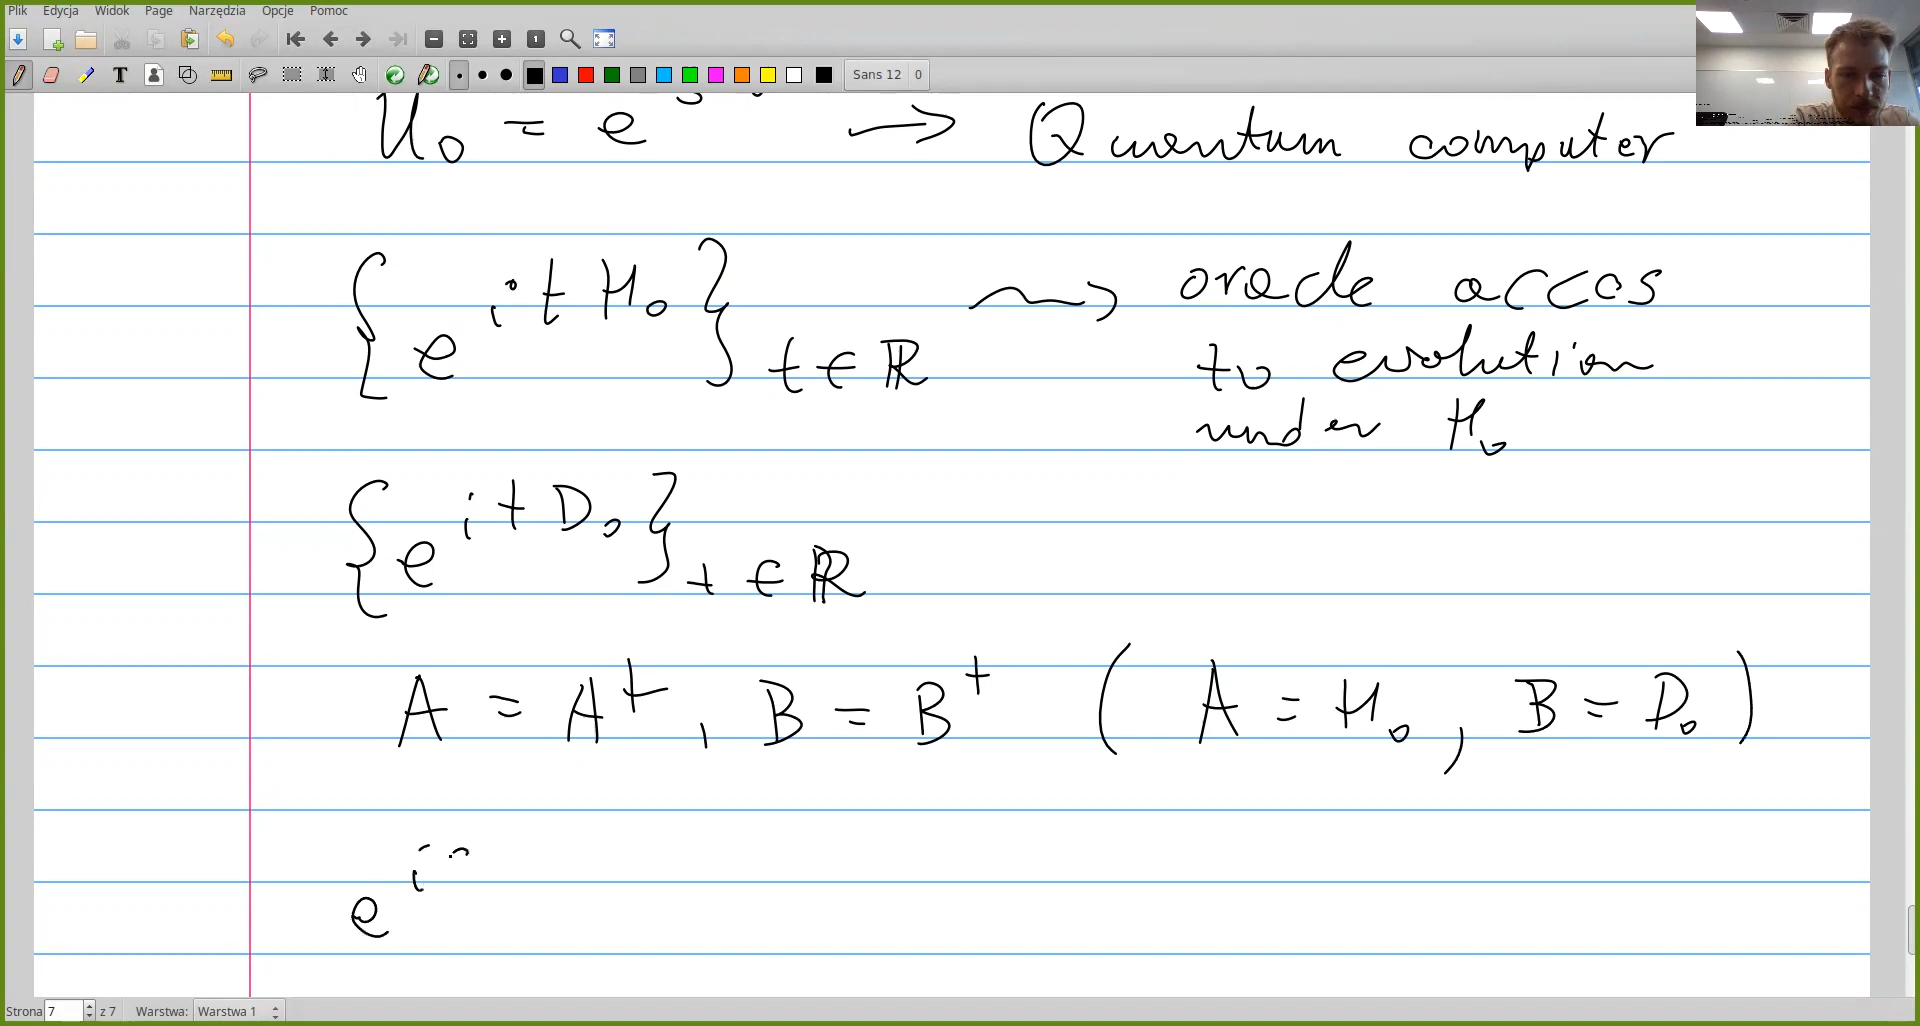 Plik Edycja Widok Page Narzędzia Opcje Pomoc
Sans 12 0
U₀ = e → Quantum computer
{e^{itH₀}}_{t∈ℝ} ⇝ oracle acces
to evolution
under H₀
{e^{itD₀}}_{t∈ℝ}
A = A†, B = B† ( A = H₀, B = D₀ )
e^{i
Strona 7 z 7 Warstwa: Warstwa 1